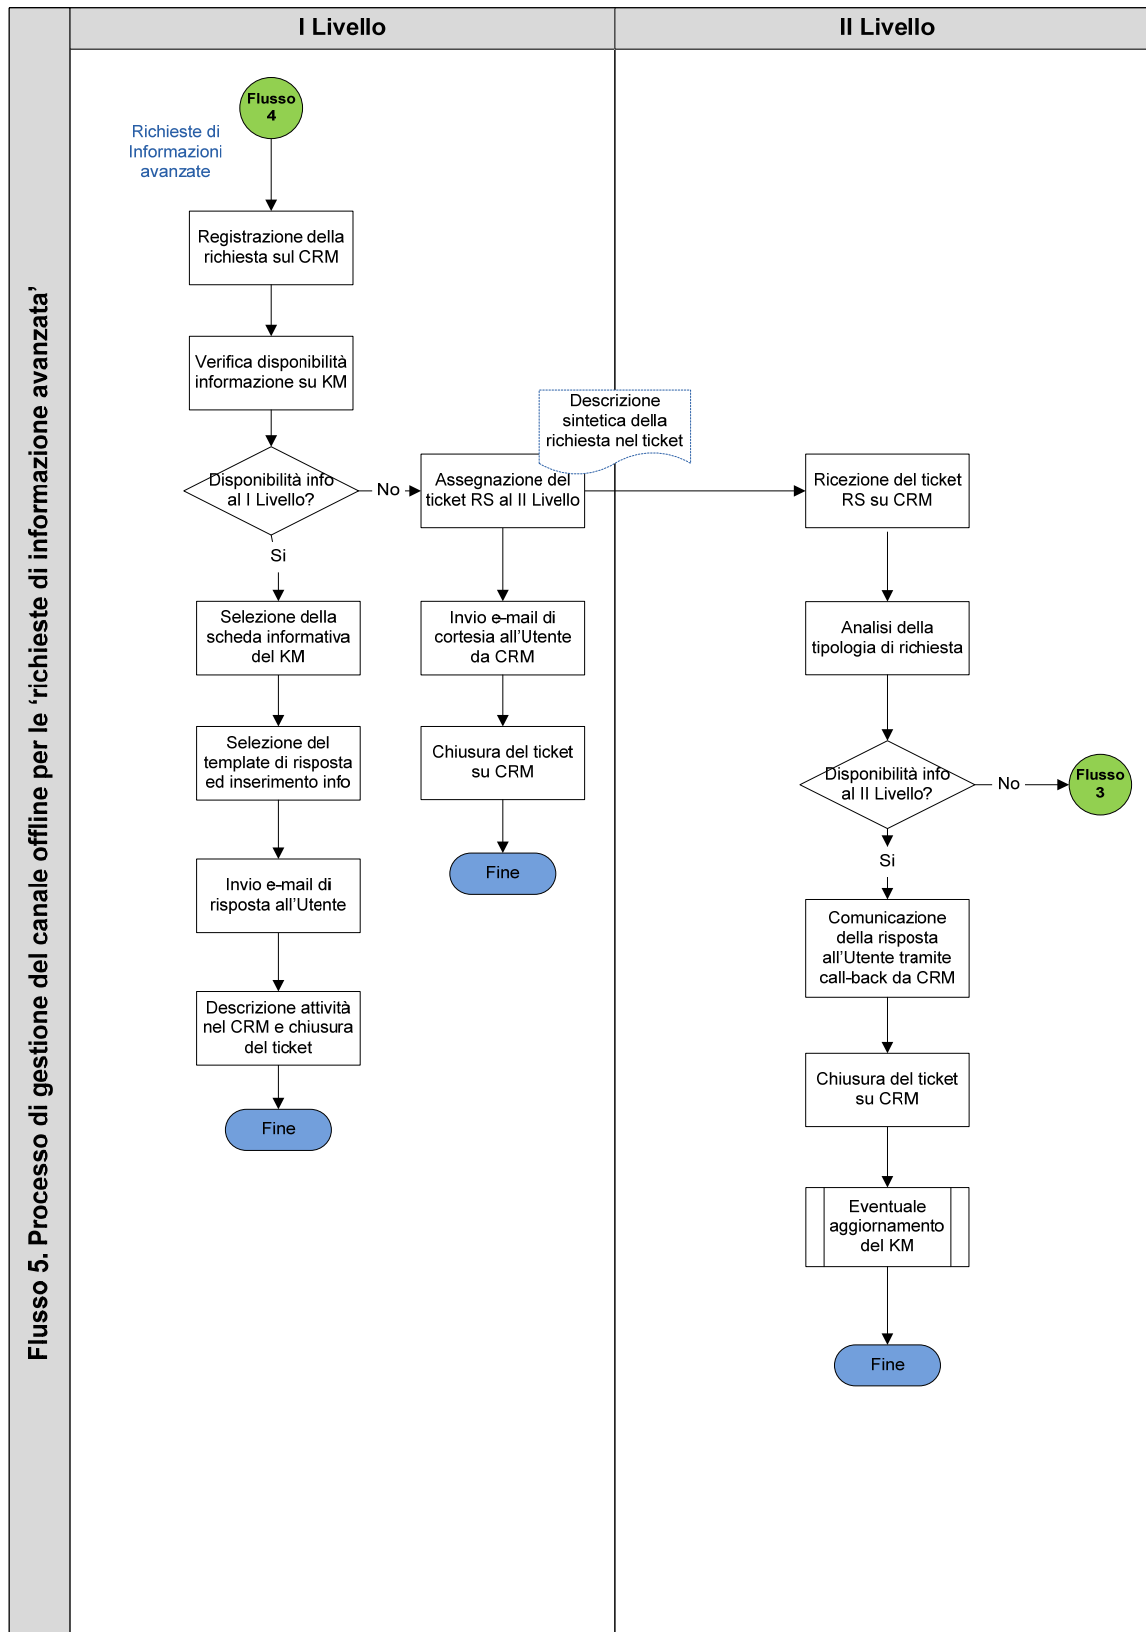 I Livello
II Livello
Flusso 5. Processo di gestione del canale offline per le ‘richieste di informazione avanzata’
Flusso
4
Richieste di
Informazioni
avanzate
Registrazione della
richiesta sul CRM
Verifica disponibilità
informazione su KM
Disponibilità info
al I Livello?
No
Si
Descrizione
sintetica della
richiesta nel ticket
Assegnazione del
ticket RS al II Livello
Selezione della
scheda informativa
del KM
Selezione del
template di risposta
ed inserimento info
Invio e-mail di
risposta all’Utente
Descrizione attività
nel CRM e chiusura
del ticket
Fine
Invio e-mail di
cortesia all’Utente
da CRM
Chiusura del ticket
su CRM
Fine
Ricezione del ticket
RS su CRM
Analisi della
tipologia di richiesta
Disponibilità info
al II Livello?
No
Flusso
3
Si
Comunicazione
della risposta
all’Utente tramite
call-back da CRM
Chiusura del ticket
su CRM
Eventuale
aggiornamento
del KM
Fine